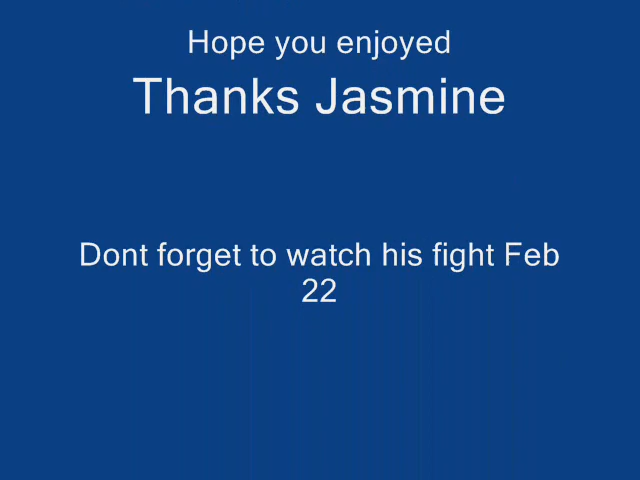 Hope you enjoyed
Thanks Jasmine
Dont forget to watch his fight Feb
22